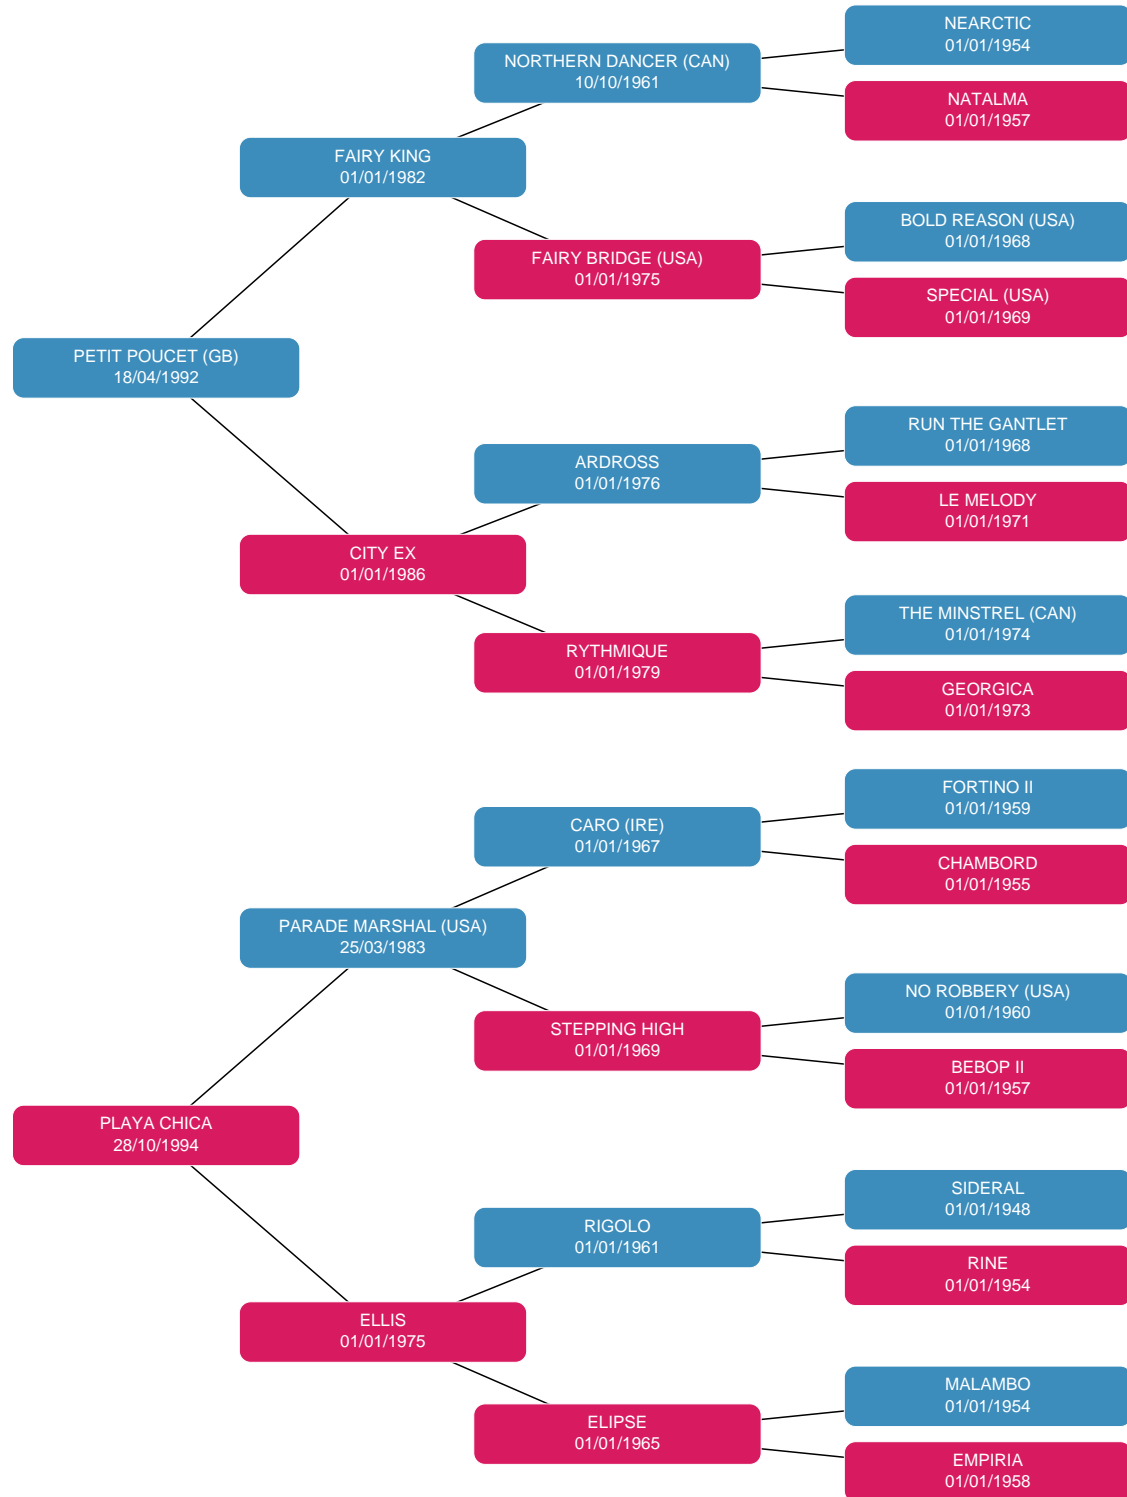 NEARCTIC
01/01/1954
NORTHERN DANCER (CAN)
10/10/1961
NATALMA
01/01/1957
FAIRY KING
01/01/1982
BOLD REASON (USA)
01/01/1968
FAIRY BRIDGE (USA)
01/01/1975
SPECIAL (USA)
01/01/1969
PETIT POUCET (GB)
18/04/1992
RUN THE GANTLET
01/01/1968
ARDROSS
01/01/1976
LE MELODY
01/01/1971
CITY EX
01/01/1986
THE MINSTREL (CAN)
01/01/1974
RYTHMIQUE
01/01/1979
GEORGICA
01/01/1973
FORTINO II
01/01/1959
CARO (IRE)
01/01/1967
CHAMBORD
01/01/1955
PARADE MARSHAL (USA)
25/03/1983
NO ROBBERY (USA)
01/01/1960
STEPPING HIGH
01/01/1969
BEBOP II
01/01/1957
PLAYA CHICA
28/10/1994
SIDERAL
01/01/1948
RIGOLO
01/01/1961
RINE
01/01/1954
ELLIS
01/01/1975
MALAMBO
01/01/1954
ELIPSE
01/01/1965
EMPIRIA
01/01/1958